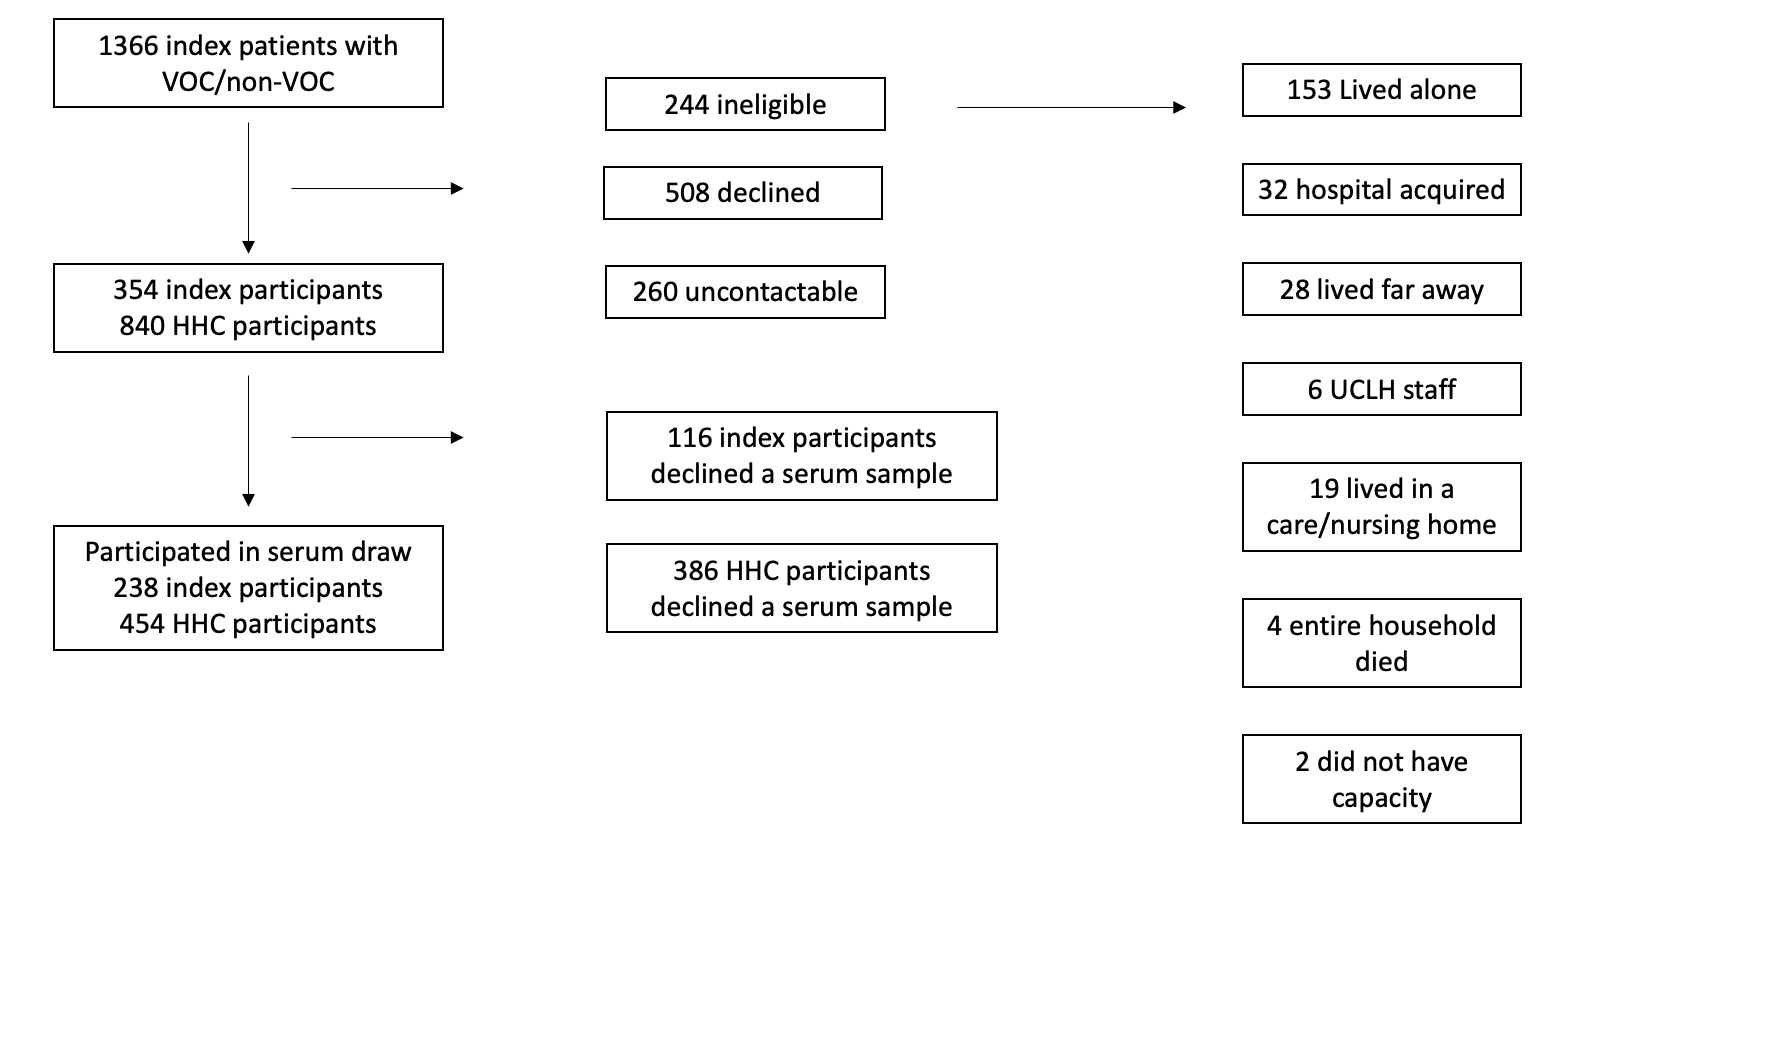 1366 index patients with
VOC/non-VOC
244 ineligible
508 declined
260 uncontactable
153 Lived alone
32 hospital acquired
28 lived far away
6 UCLH staff
19 lived in a
care/nursing home
4 entire household
died
2 did not have
capacity
354 index participants
840 HHC participants
116 index participants
declined a serum sample
386 HHC participants
declined a serum sample
Participated in serum draw
238 index participants
454 HHC participants